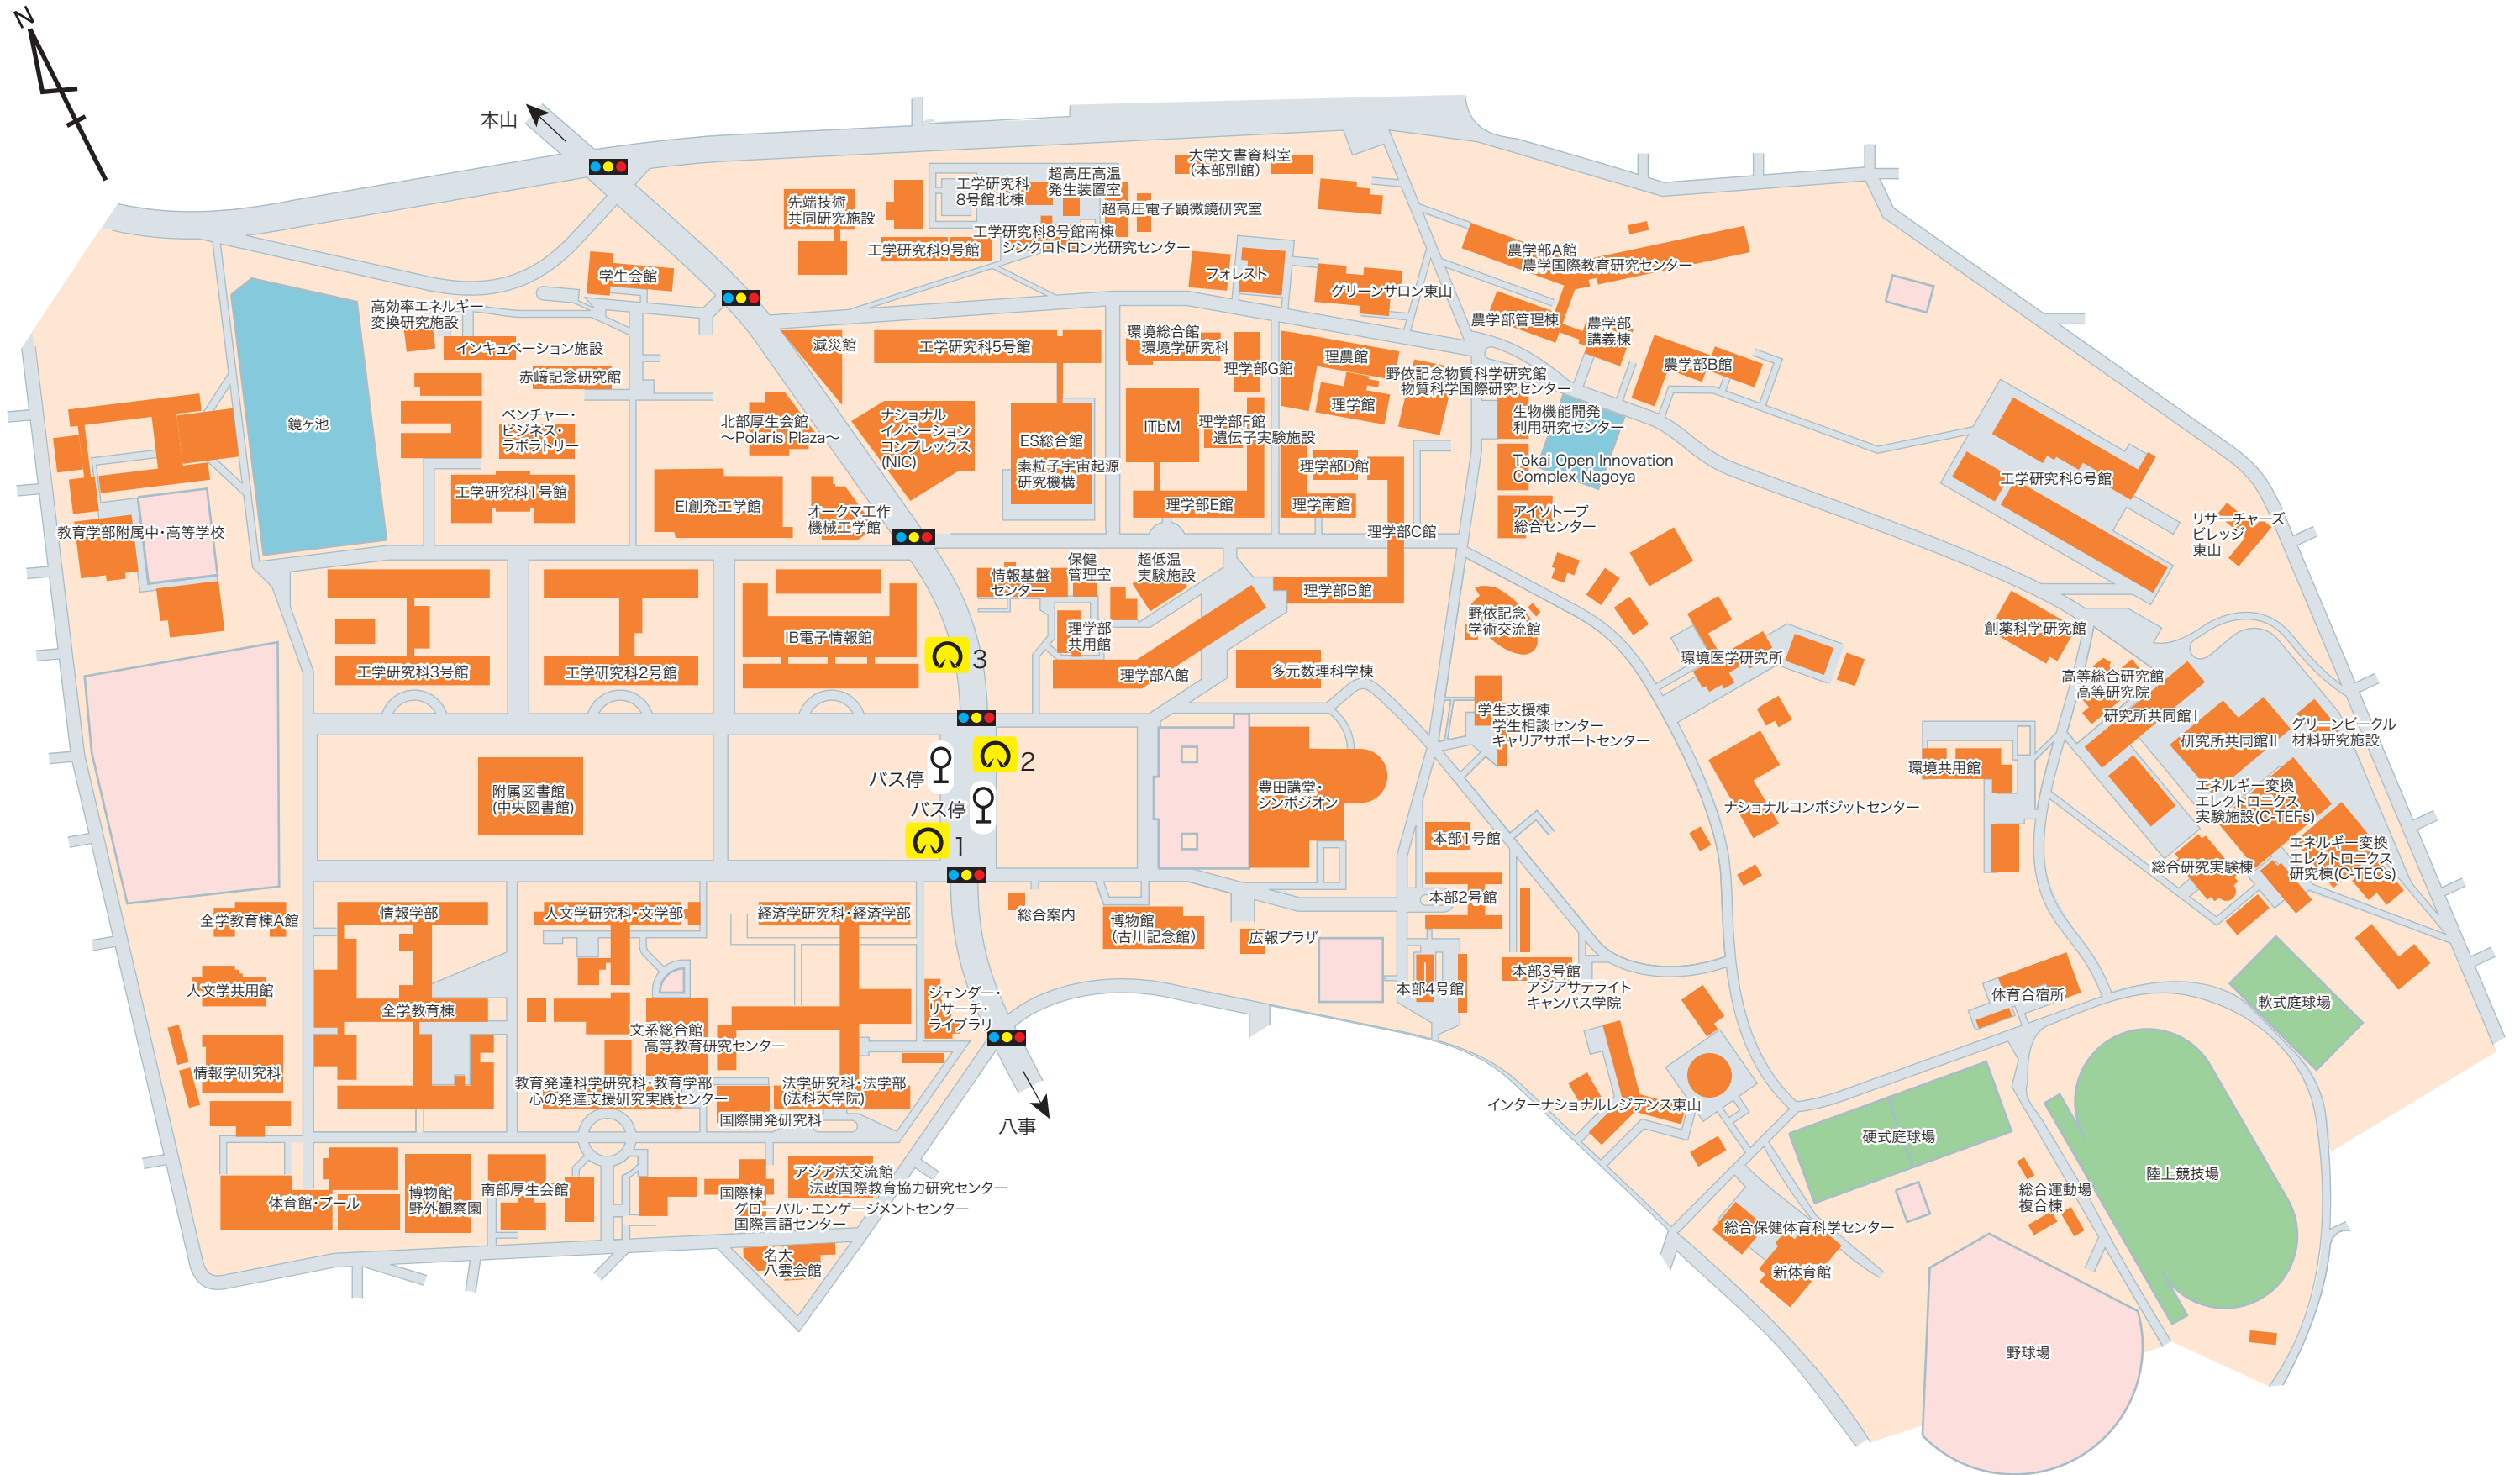 N
本山
大学文書資料室
(本部別館)
超高圧高温
発生装置室
工学研究科
8号館北棟
先端技術
共同研究施設
超高圧電子顕微鏡研究室
工学研究科8号館南棟
シンクロトロン光研究センター
工学研究科9号館
農学部A館
農学国際教育研究センター
学生会館
フォレスト
グリーンサロン東山
高効率エネルギー
変換研究施設
農学部管理棟
農学部
講義棟
インキュベーション施設
減災館
工学研究科5号館
環境総合館
環境学研究科
理学部G館
理農館
農学部B館
赤﨑記念研究館
野依記念物質科学研究館
物質科学国際研究センター
理学館
鏡ヶ池
ベンチャー・
ビジネス・
ラボラトリー
北部厚生会館
～Polaris Plaza～
ナショナル
イノベーション
コンプレックス
(NIC)
ES総合館
素粒子宇宙起源
研究機構
ITbM
理学部F館
遺伝子実験施設
生物機能開発
利用研究センター
Tokai Open Innovation
Complex Nagoya
理学部D館
工学研究科6号館
工学研究科1号館
EI創発工学館
オークマ工作
機械工学館
理学部E館
理学南館
アイソトープ
総合センター
理学部C館
リサーチャーズ
ビレッジ
東山
教育学部附属中・高等学校
情報基盤
センター
保健
管理室
超低温
実験施設
理学部B館
野依記念
学術交流館
創薬科学研究館
理学部
共用館
IB電子情報館
3
工学研究科3号館
工学研究科2号館
理学部A館
多元数理科学棟
環境医学研究所
高等総合研究館
高等研究院
研究所共同館I
研究所共同館II
グリーンビークル
材料研究施設
学生支援棟
学生相談センター
キャリアサポートセンター
2
バス停
バス停
1
附属図書館
(中央図書館)
豊田講堂・
シンポジオン
環境共用館
ナショナルコンポジットセンター
エネルギー変換
エレクトロニクス
実験施設(C-TEFs)
本部1号館
総合研究実験棟
エネルギー変換
エレクトロニクス
研究棟(C-TECs)
本部2号館
全学教育棟A館
情報学部
人文学研究科・文学部
経済学研究科・経済学部
総合案内
博物館
(古川記念館)
広報プラザ
本部3号館
アジアサテライト
キャンパス学院
本部4号館
人文学共用館
全学教育棟
ジェンダー・
リサーチ・
ライブラリ
体育合宿所
軟式庭球場
文系総合館
高等教育研究センター
情報学研究科
教育発達科学研究科・教育学部
心の発達支援研究実践センター
法学研究科・法学部
(法科大学院)
国際開発研究科
八事
インターナショナルレジデンス東山
硬式庭球場
陸上競技場
体育館・プール
博物館
野外観察園
南部厚生会館
国際棟
グローバル・エンゲージメントセンター
国際言語センター
アジア法交流館
法政国際教育協力研究センター
総合運動場
複合棟
総合保健体育科学センター
新体育館
名大
八雲会館
野球場